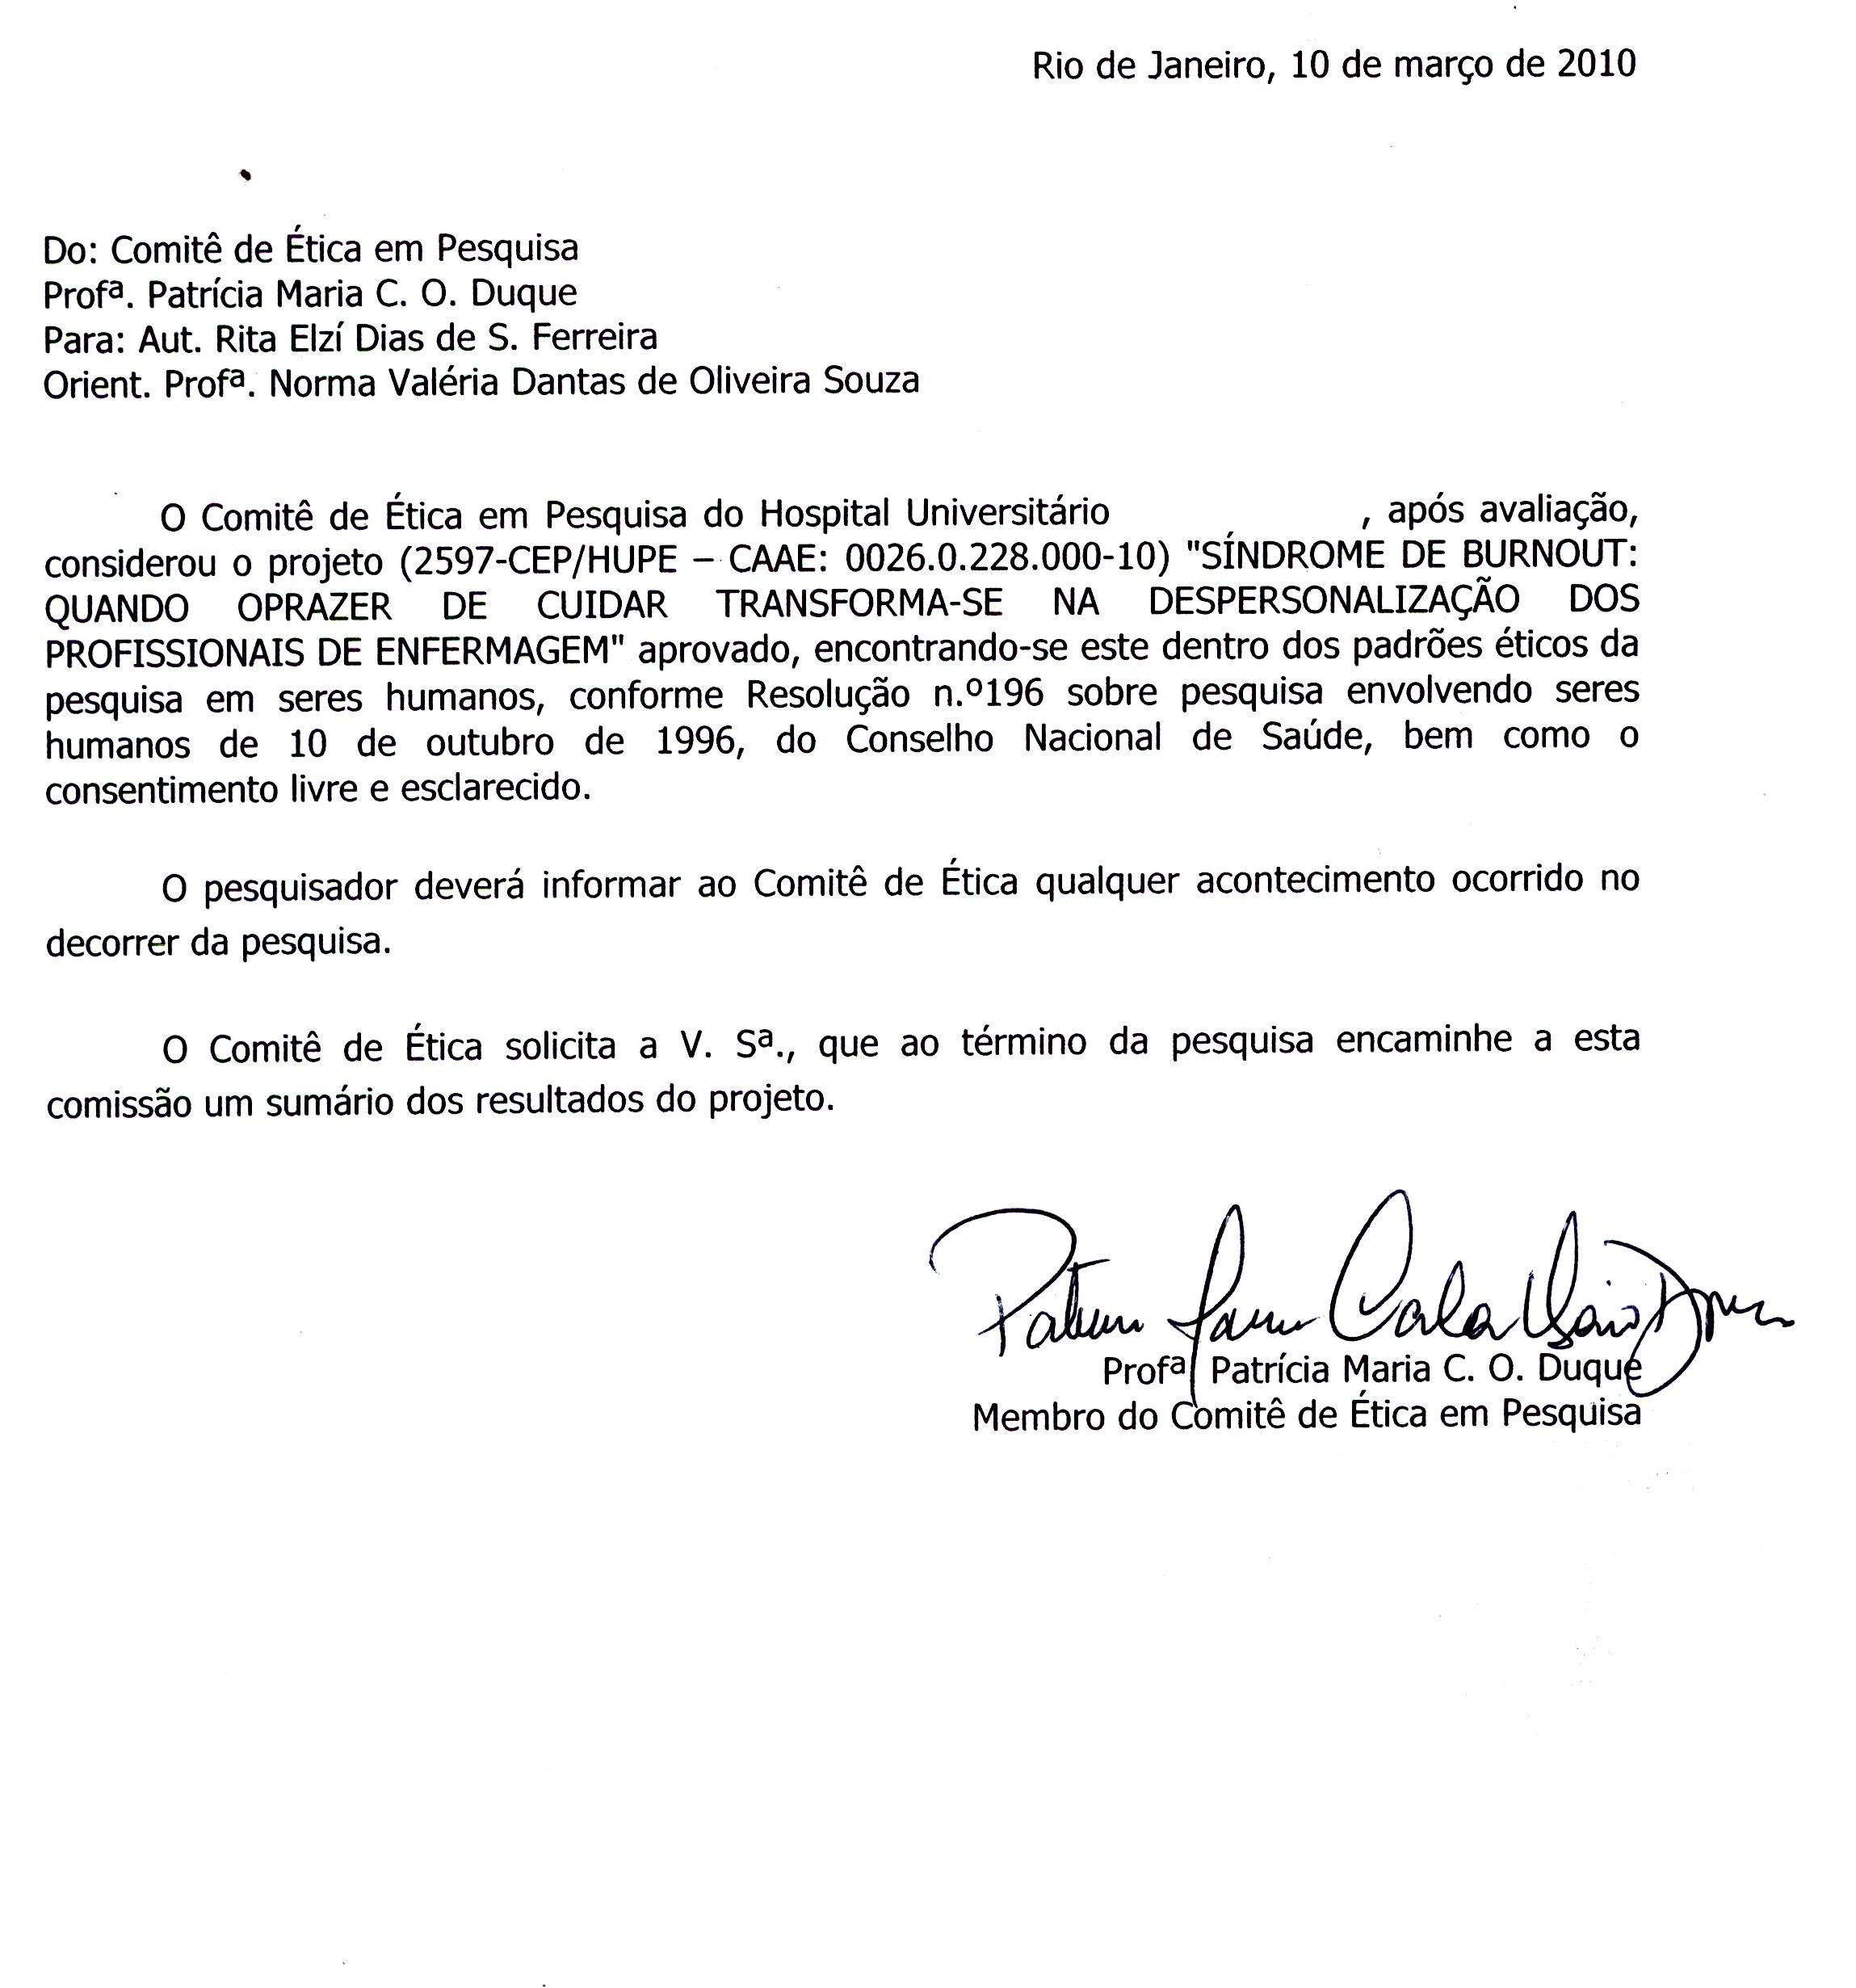 Rio de Janeiro, 10 de março de 2010
Do: Comitê de Ética em Pesquisa
Profª. Patrícia Maria C. O. Duque
Para: Aut. Rita Elzí Dias de S. Ferreira
Orient. Profª. Norma Valéria Dantas de Oliveira Souza
O Comitê de Ética em Pesquisa do Hospital Universitário , após avaliação,
considerou o projeto (2597-CEP/HUPE – CAAE: 0026.0.228.000-10) "SÍNDROME DE BURNOUT:
QUANDO OPRAZER DE CUIDAR TRANSFORMA-SE NA DESPERSONALIZAÇÃO DOS
PROFISSIONAIS DE ENFERMAGEM" aprovado, encontrando-se este dentro dos padrões éticos da
pesquisa em seres humanos, conforme Resolução n.º196 sobre pesquisa envolvendo seres
humanos de 10 de outubro de 1996, do Conselho Nacional de Saúde, bem como o
consentimento livre e esclarecido.
O pesquisador deverá informar ao Comitê de Ética qualquer acontecimento ocorrido no
decorrer da pesquisa.
O Comitê de Ética solicita a V. Sª., que ao término da pesquisa encaminhe a esta
comissão um sumário dos resultados do projeto.
Profª Patrícia Maria C. O. Duque
Membro do Comitê de Ética em Pesquisa